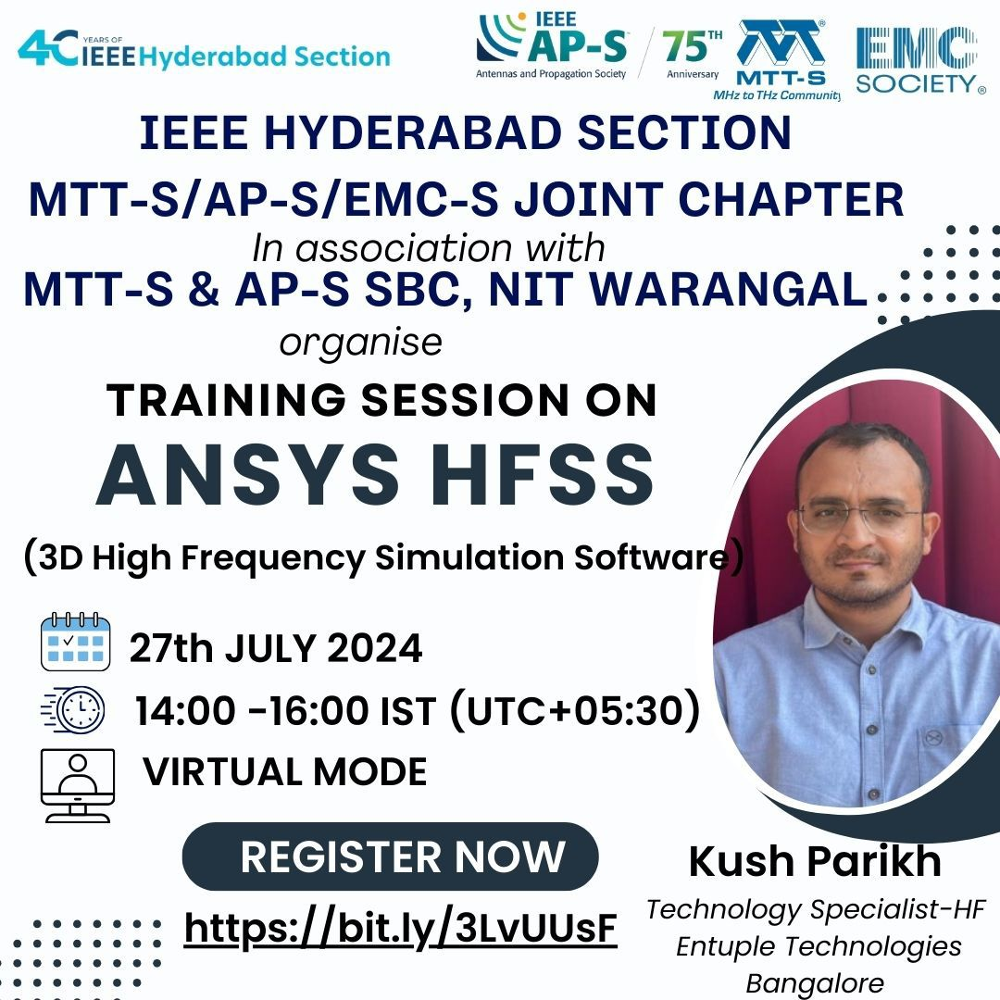 40 YEARS OF IEEE Hyderabad Section
IEEE AP-S™
Antennas and Propagation Society
75TH
Anniversary
MTT-S®
MHz to THz Community
EMC
SOCIETY®
IEEE HYDERABAD SECTION
MTT-S/AP-S/EMC-S JOINT CHAPTER
In association with
MTT-S & AP-S SBC, NIT WARANGAL
organise
TRAINING SESSION ON
ANSYS HFSS
(3D High Frequency Simulation Software)
27th JULY 2024
14:00 -16:00 IST (UTC+05:30)
VIRTUAL MODE
REGISTER NOW
https://bit.ly/3LvUUsF
Kush Parikh
Technology Specialist-HF
Entuple Technologies
Bangalore